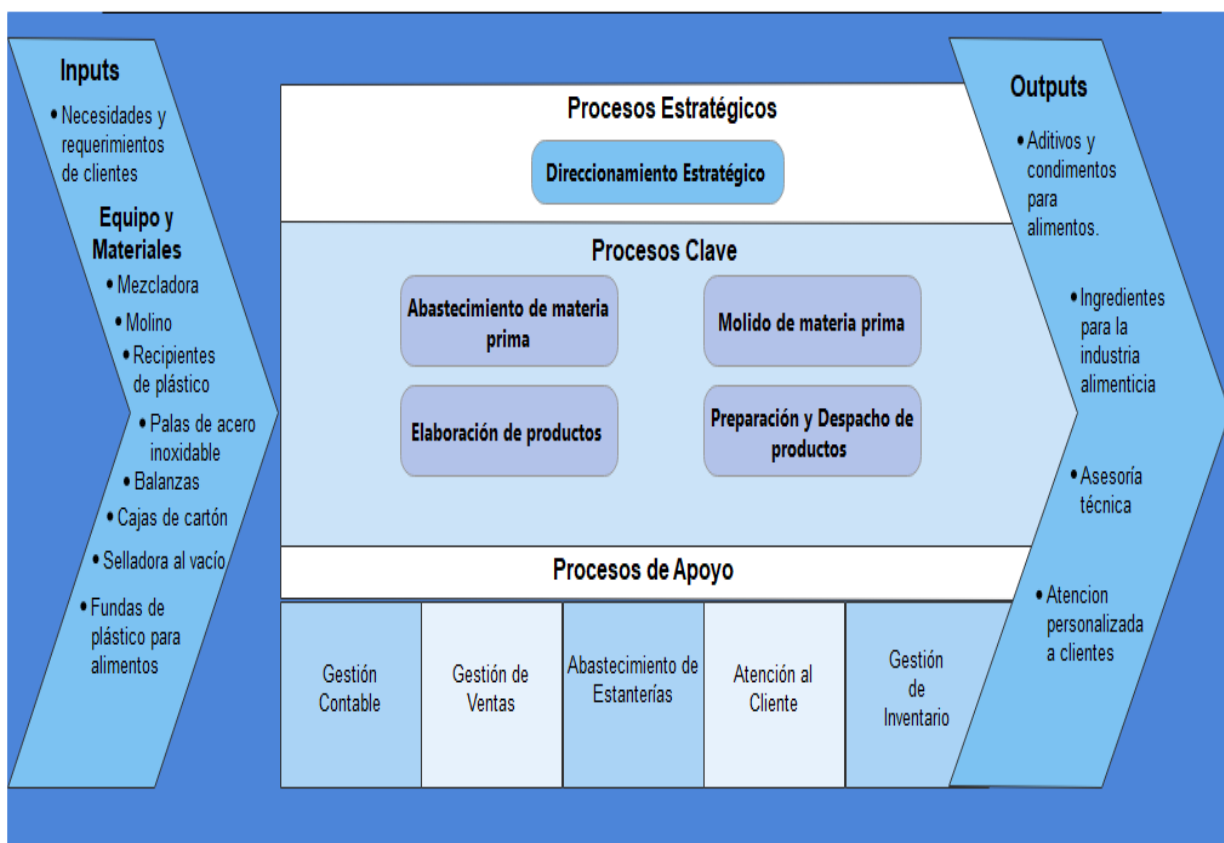 Inputs
• Necesidades y
requerimientos
de clientes
Equipo y
Materiales
• Mezcladora
• Molino
• Recipientes
de plástico
• Palas de acero
inoxidable
• Balanzas
• Cajas de cartón
• Selladora al vacío
• Fundas de
plástico para
alimentos
Procesos Estratégicos
Direccionamiento Estratégico
Procesos Clave
Abastecimiento de materia
prima
Molido de materia prima
Elaboración de productos
Preparación y Despacho de
productos
Procesos de Apoyo
Gestión
Contable
Gestión de
Ventas
Abastecimiento de
Estanterías
Atención al
Cliente
Gestión
de
Inventario
Outputs
• Aditivos y
condimentos
para
alimentos.
• Ingredientes
para la
industria
alimenticia
• Asesoría
técnica
• Atencion
personalizada
a clientes